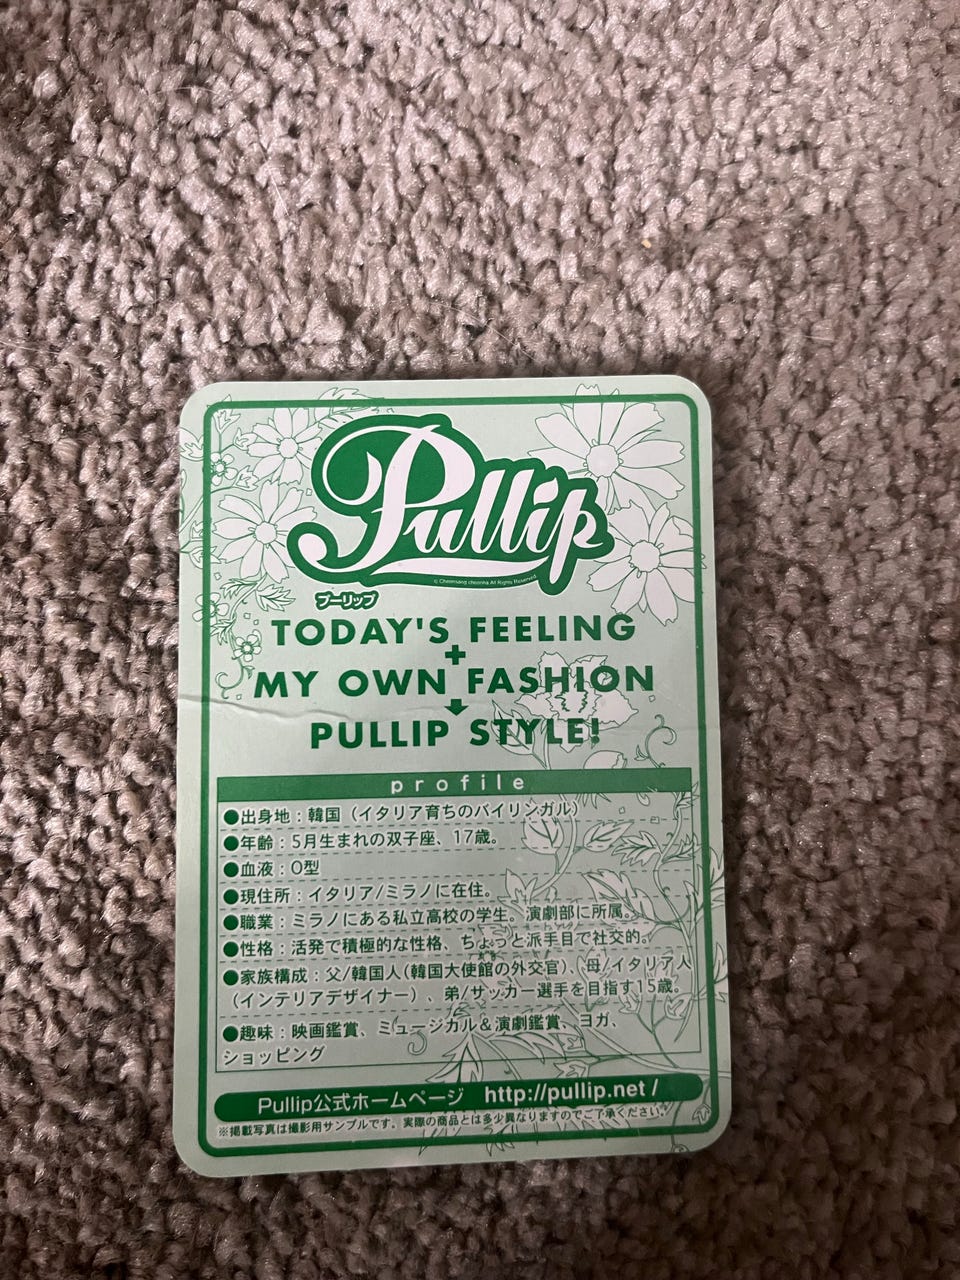 Pullip
© Cheonsang cheonha All Rights Reserved.
プーリップ
TODAY'S FEELING
+
MY OWN FASHION
PULLIP STYLE!
profile
●出身地：韓国（イタリア育ちのバイリンガル）
●年齢：5月生まれの双子座、17歳。
●血液：O型
●現住所：イタリア/ミラノに在住。
●職業：ミラノにある私立高校の学生。演劇部に所属。
●性格：活発で積極的な性格、ちょっと派手目で社交的。
●家族構成：父/韓国人(韓国大使館の外交官)、母/イタリア人
（インテリアデザイナー）、弟/サッカー選手を目指す15歳。
●趣味：映画鑑賞、ミュージカル＆演劇鑑賞、ヨガ、
ショッピング
Pullip公式ホームページ http://pullip.net /
※掲載写真は撮影用サンプルです。実際の商品とは多少異なりますのでご了承ください。